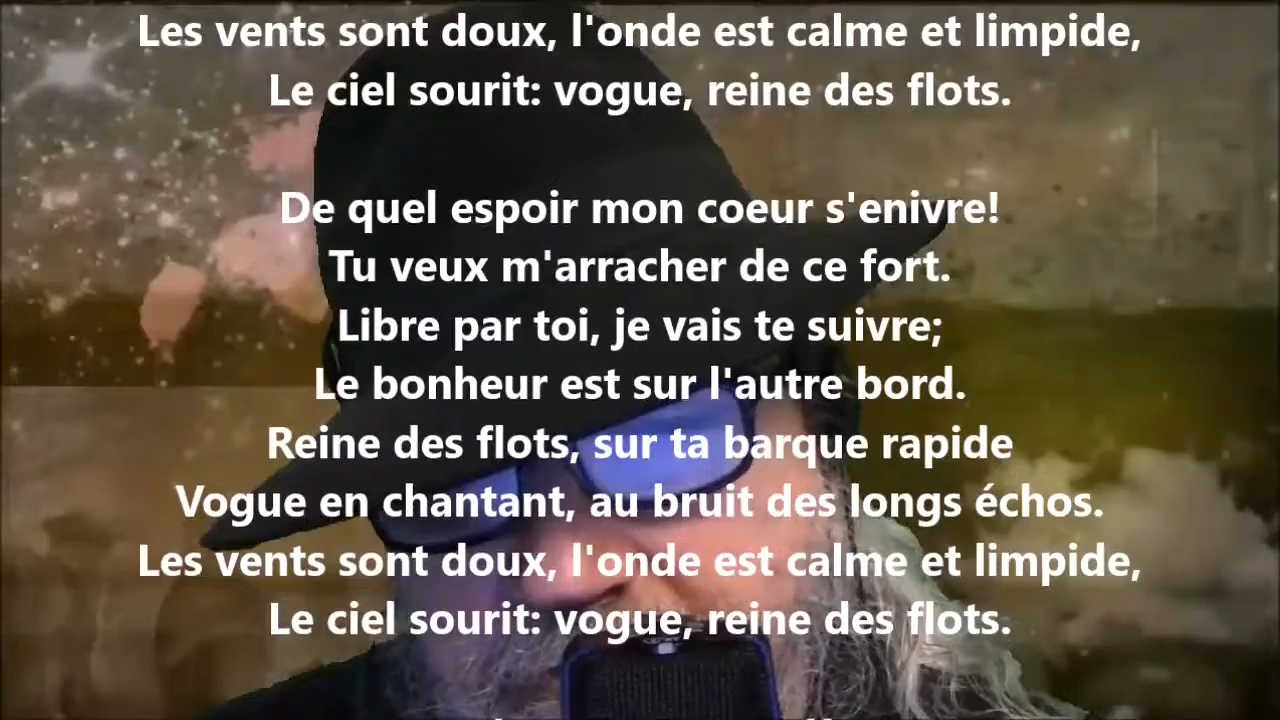 Les vents sont doux, l'onde est calme et limpide,
Le ciel sourit: vogue, reine des flots.
De quel espoir mon coeur s'enivre!
Tu veux m'arracher de ce fort.
Libre par toi, je vais te suivre;
Le bonheur est sur l'autre bord.
Reine des flots, sur ta barque rapide
Vogue en chantant, au bruit des longs échos.
Les vents sont doux, l'onde est calme et limpide,
Le ciel sourit: vogue, reine des flots.